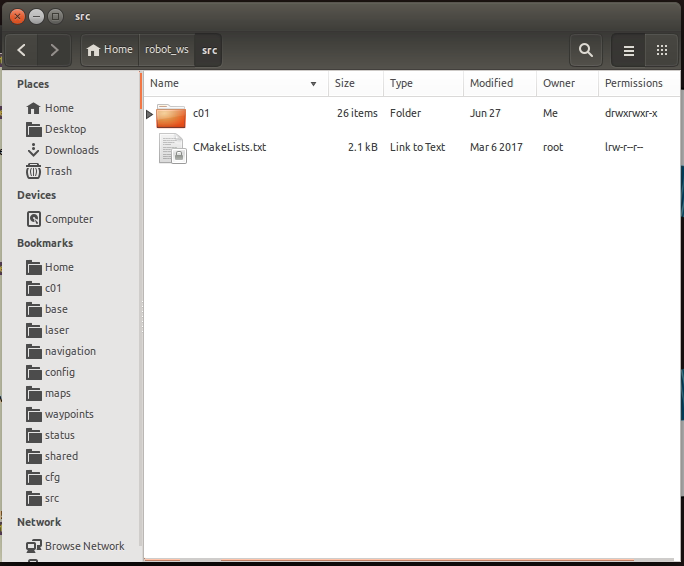 src
Home robot_ws src
Places
Home
Desktop
Downloads
Trash
Devices
Computer
Bookmarks
Home
c01
base
laser
navigation
config
maps
waypoints
status
shared
cfg
src
Network
Browse Network
Name Size Type Modified Owner Permissions
c01 26 items Folder Jun 27 Me drwxrwxr-x
CMakeLists.txt 2.1 kB Link to Text Mar 6 2017 root lrw-r--r--